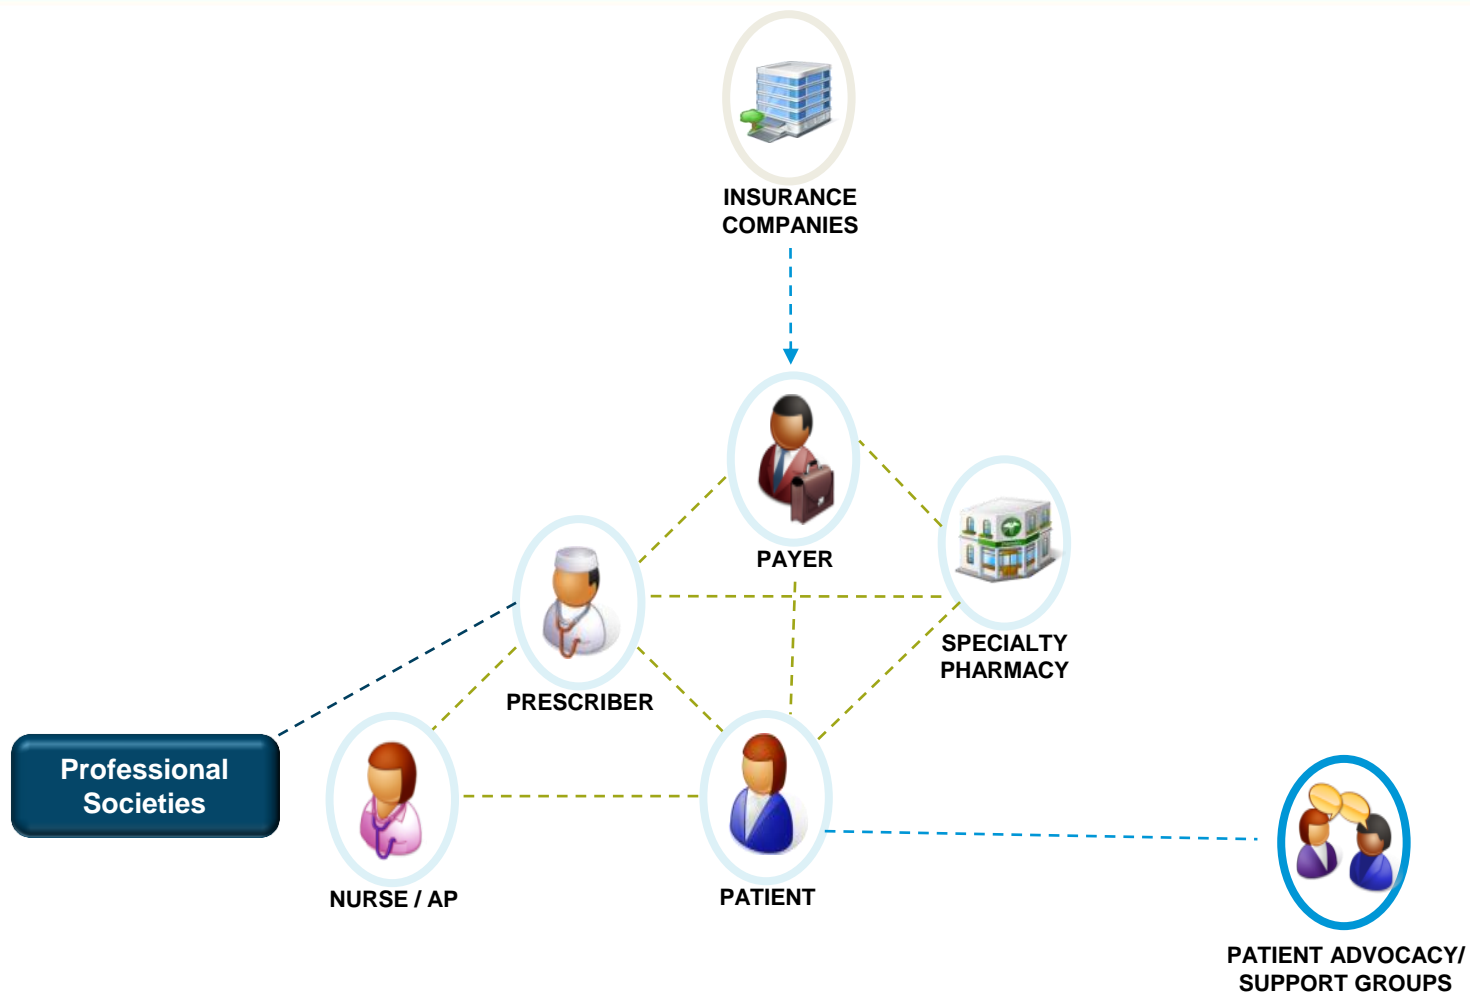 INSURANCE
COMPANIES
PAYER
SPECIALTY
PHARMACY
PRESCRIBER
Professional
Societies
NURSE / AP
PATIENT
PATIENT ADVOCACY/
SUPPORT GROUPS